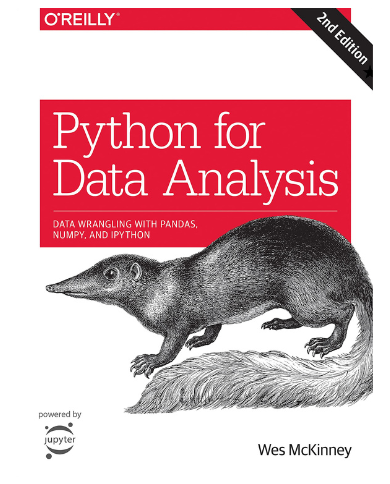 O'REILLY®
2nd Edition
Python for
Data Analysis
DATA WRANGLING WITH PANDAS,
NUMPY, AND IPYTHON
powered by
jupyter
Wes McKinney